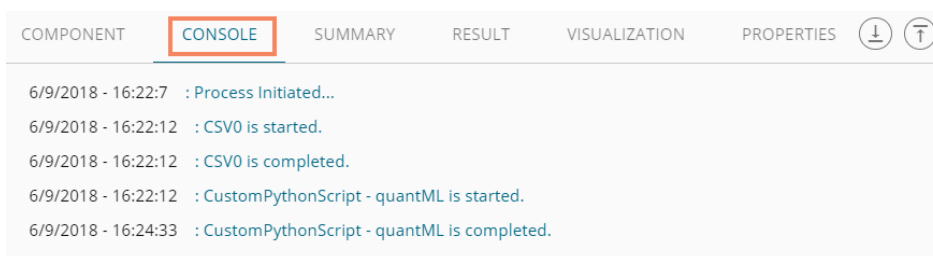 COMPONENT CONSOLE SUMMARY RESULT VISUALIZATION PROPERTIES
6/9/2018 - 16:22:7 : Process Initiated...
6/9/2018 - 16:22:12 : CSV0 is started.
6/9/2018 - 16:22:12 : CSV0 is completed.
6/9/2018 - 16:22:12 : CustomPythonScript - quantML is started.
6/9/2018 - 16:24:33 : CustomPythonScript - quantML is completed.